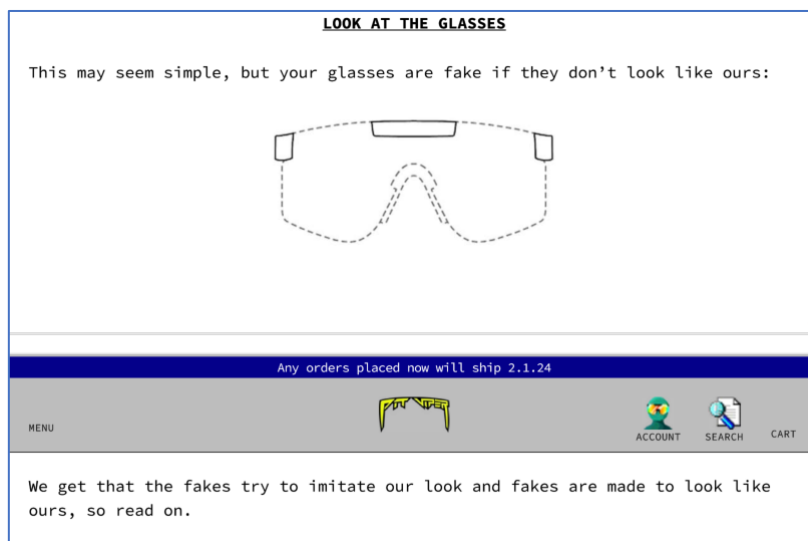 LOOK AT THE GLASSES
This may seem simple, but your glasses are fake if they don’t look like ours:
Any orders placed now will ship 2.1.24
PIT VIPER
MENU
ACCOUNT
SEARCH
CART
We get that the fakes try to imitate our look and fakes are made to look like
ours, so read on.